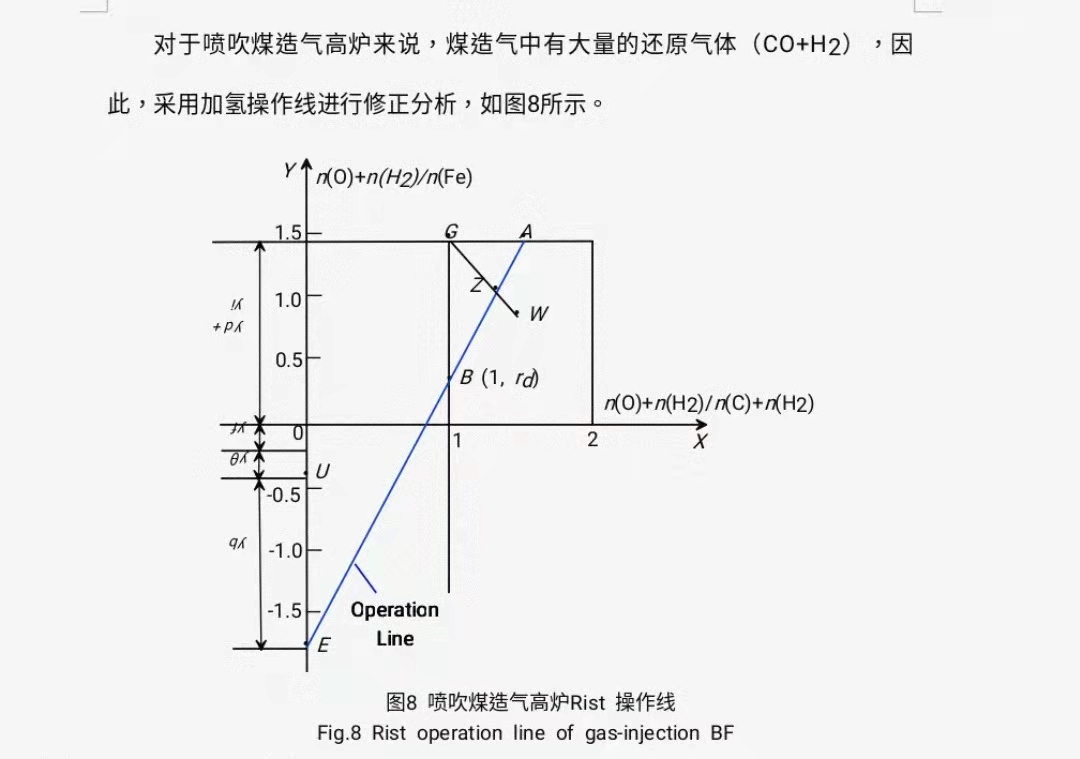 对于喷吹煤造气高炉来说，煤造气中有大量的还原气体（CO+H2），因
此，采用加氢操作线进行修正分析，如图8所示。
Y
n(O)+n(H2)/n(Fe)
1.5
G
A
Z
1.0
yi
yd +
W
0.5
B (1, rd)
n(O)+n(H2)/n(C)+n(H2)
yf
0
1
2
X
U
-0.5
yb
-1.0
-1.5
Operation
Line
E
图8 喷吹煤造气高炉Rist 操作线
Fig.8 Rist operation line of gas-injection BF